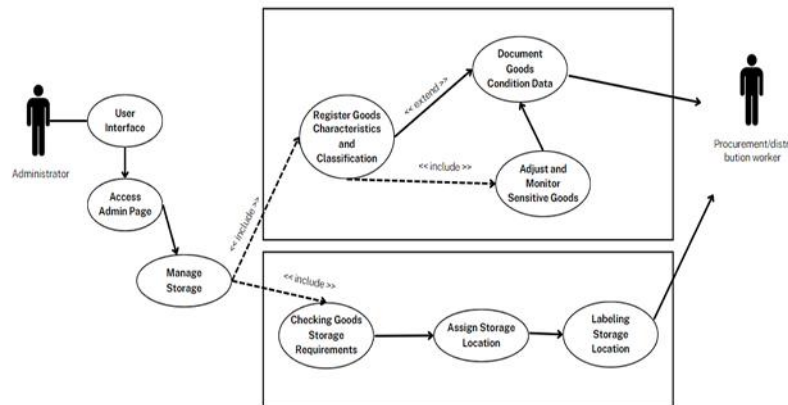 Administrator
User
Interface
Access
Admin Page
Manage
Storage
<< include >>
<< include >>
Register Goods
Characteristics
and
Classification
<< extend >>
<< include >>
Document
Goods
Condition Data
Adjust and
Monitor
Sensitive Goods
Checking Goods
Storage
Requirements
Assign Storage
Location
Labeling
Storage
Location
Procurement/distr
bution worker